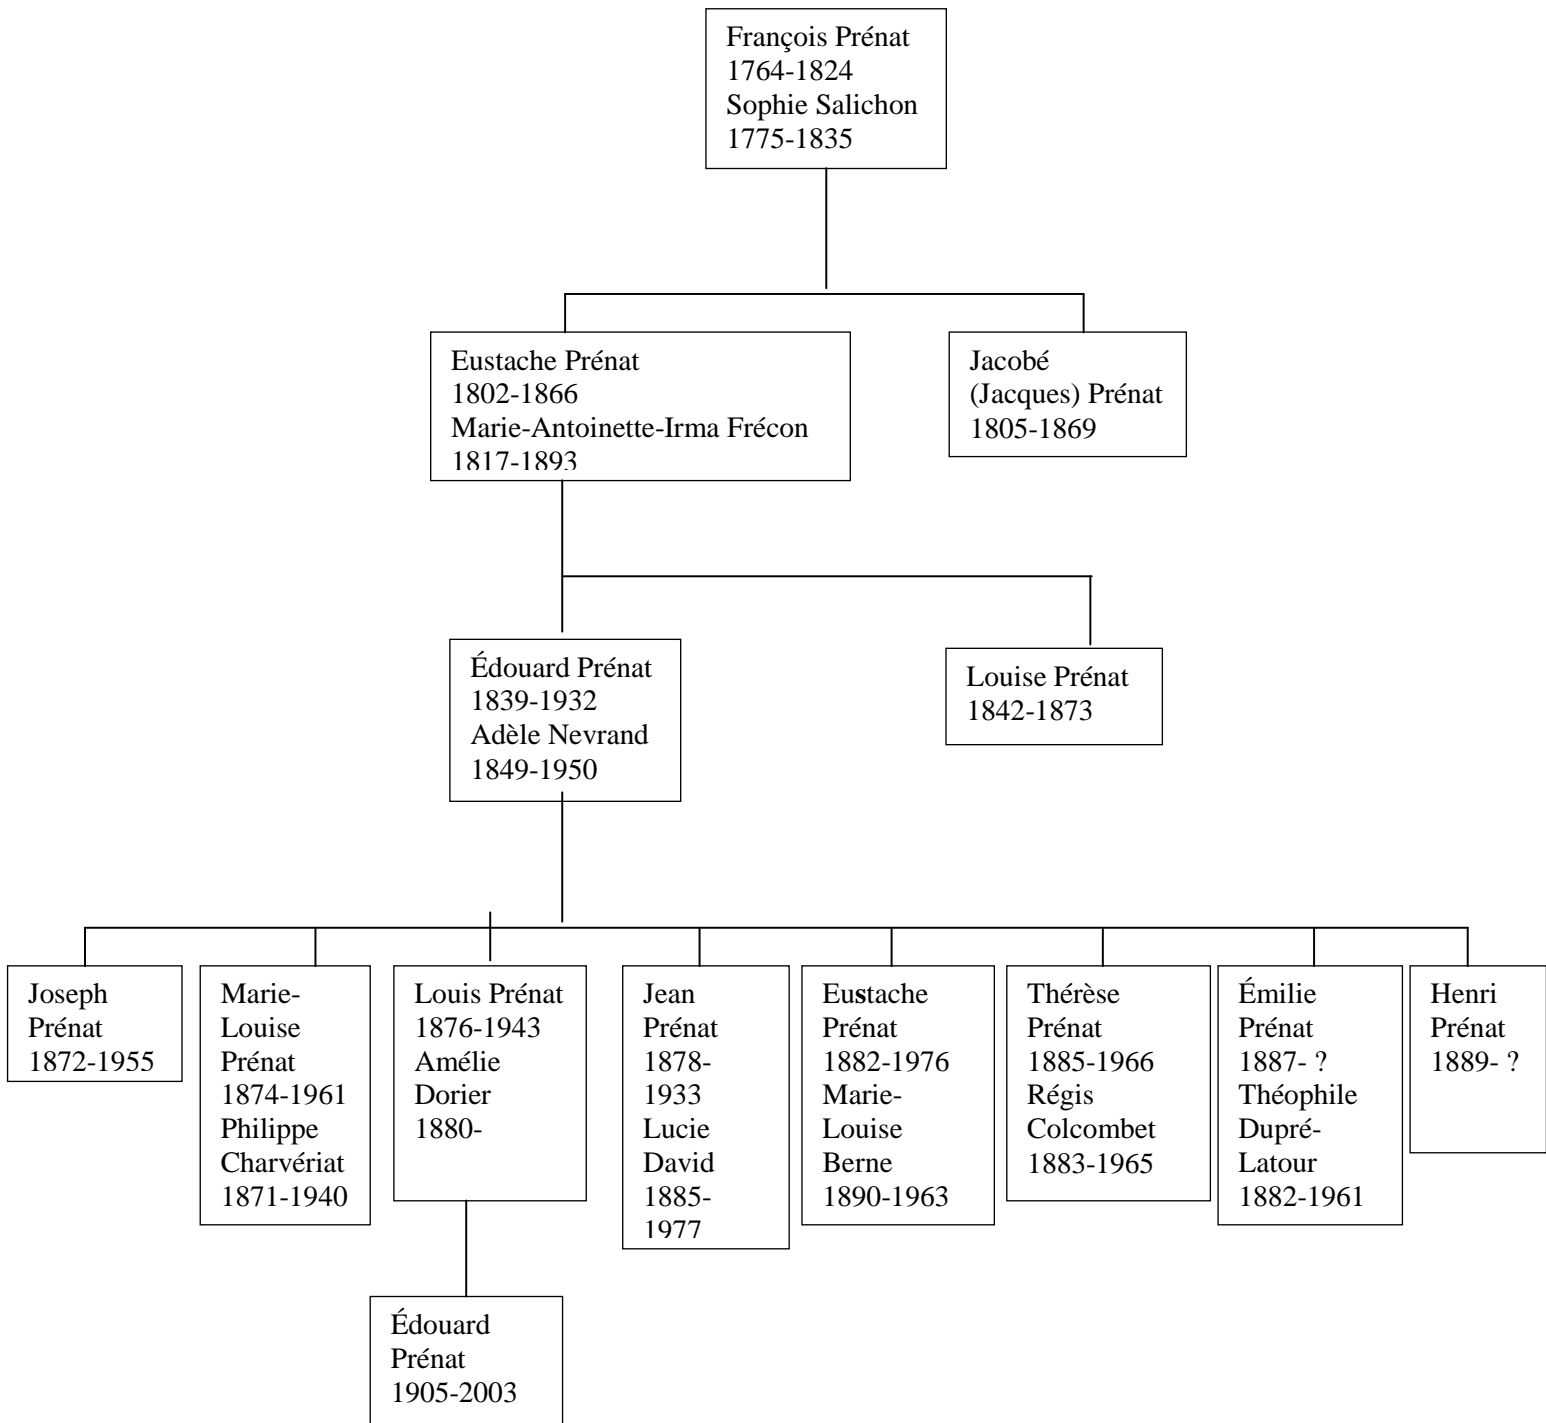 François Prénat
1764-1824
Sophie Salichon
1775-1835
Eustache Prénat
1802-1866
Marie-Antoinette-Irma Frécon
1817-1893
Jacobé
(Jacques) Prénat
1805-1869
Édouard Prénat
1839-1932
Adèle Nevrand
1849-1950
Louise Prénat
1842-1873
Joseph
Prénat
1872-1955
Marie-
Louise
Prénat
1874-1961
Philippe
Charvériat
1871-1940
Louis Prénat
1876-1943
Amélie
Dorier
1880-
Jean
Prénat
1878-
1933
Lucie
David
1885-
1977
Eustache
Prénat
1882-1976
Marie-
Louise
Berne
1890-1963
Thérèse
Prénat
1885-1966
Régis
Colcombet
1883-1965
Émilie
Prénat
1887- ?
Théophile
Dupré-
Latour
1882-1961
Henri
Prénat
1889- ?
Édouard
Prénat
1905-2003